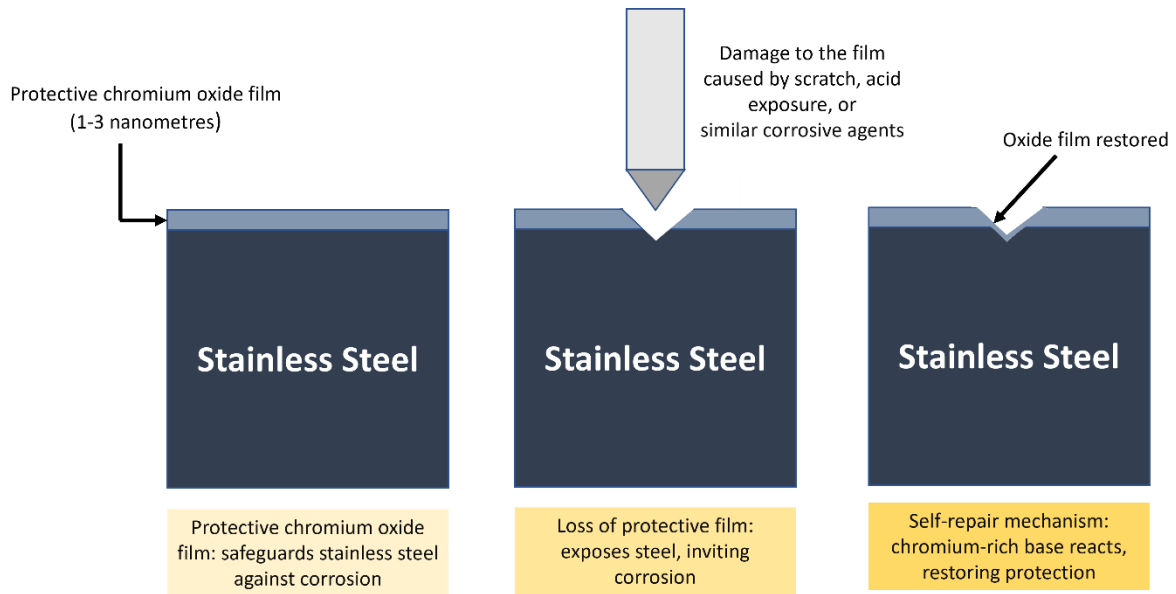 Protective chromium oxide film
(1-3 nanometres)
Damage to the film
caused by scratch, acid
exposure, or
similar corrosive agents
Oxide film restored
Stainless Steel
Stainless Steel
Stainless Steel
Protective chromium oxide
film: safeguards stainless steel
against corrosion
Loss of protective film:
exposes steel, inviting
corrosion
Self-repair mechanism:
chromium-rich base reacts,
restoring protection